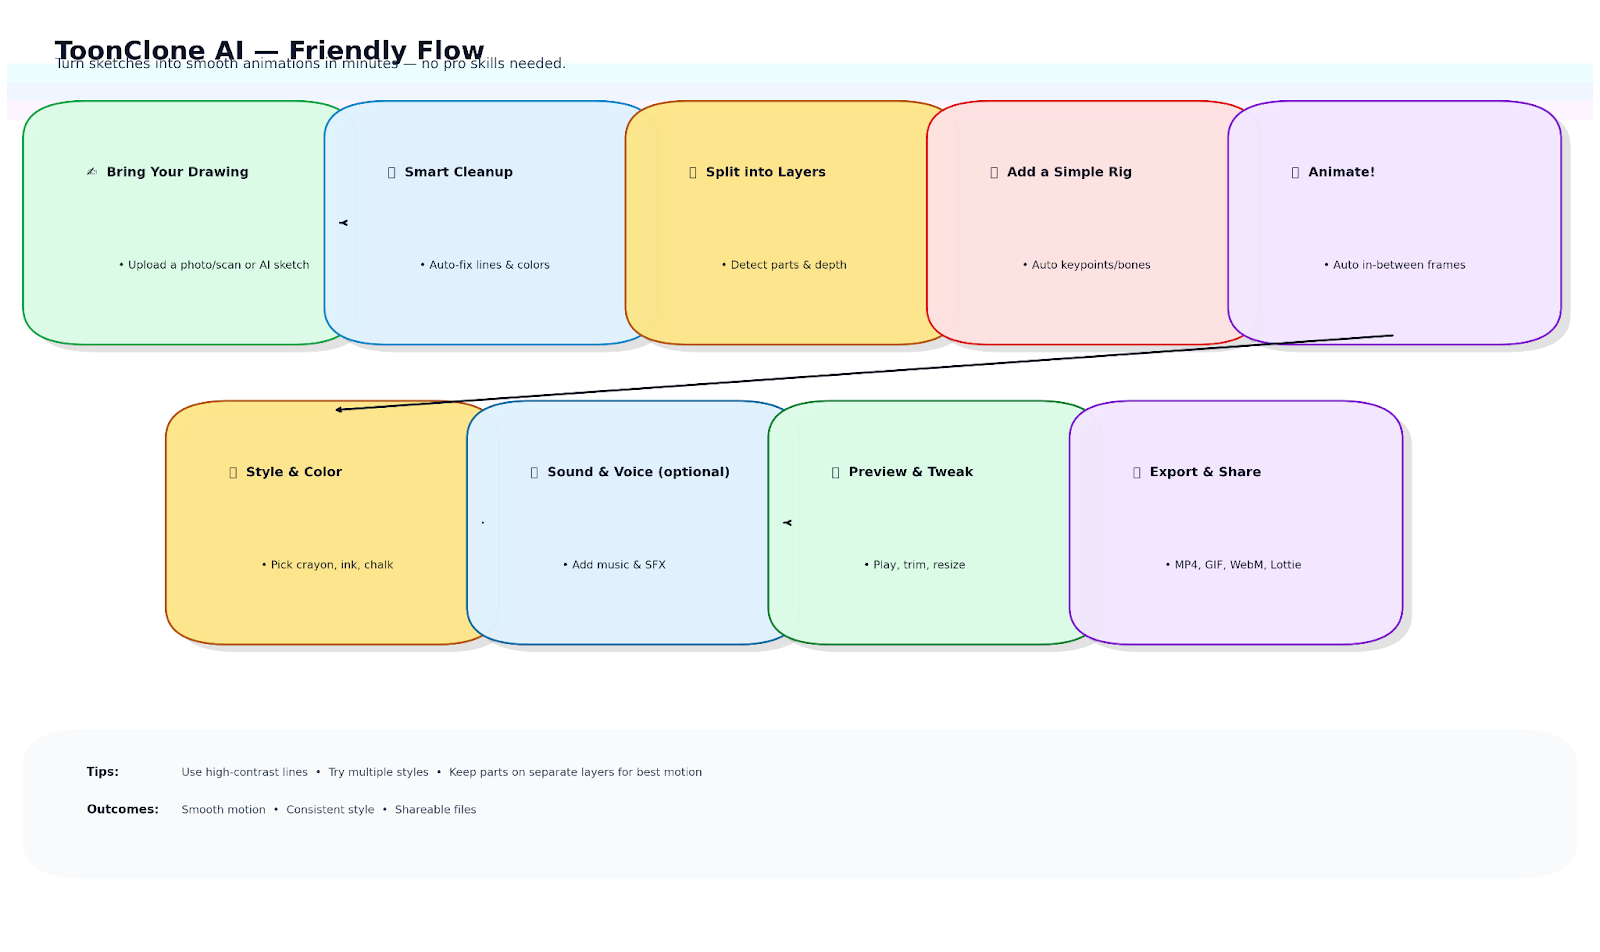 ToonClone AI — Friendly Flow
Turn sketches into smooth animations in minutes — no pro skills needed.
✍ Bring Your Drawing
• Upload a photo/scan or AI sketch
Smart Cleanup
• Auto-fix lines & colors
Split into Layers
• Detect parts & depth
Add a Simple Rig
• Auto keypoints/bones
Animate!
• Auto in-between frames
Style & Color
• Pick crayon, ink, chalk
Sound & Voice (optional)
• Add music & SFX
Preview & Tweak
• Play, trim, resize
Export & Share
• MP4, GIF, WebM, Lottie
Tips: Use high-contrast lines • Try multiple styles • Keep parts on separate layers for best motion
Outcomes: Smooth motion • Consistent style • Shareable files